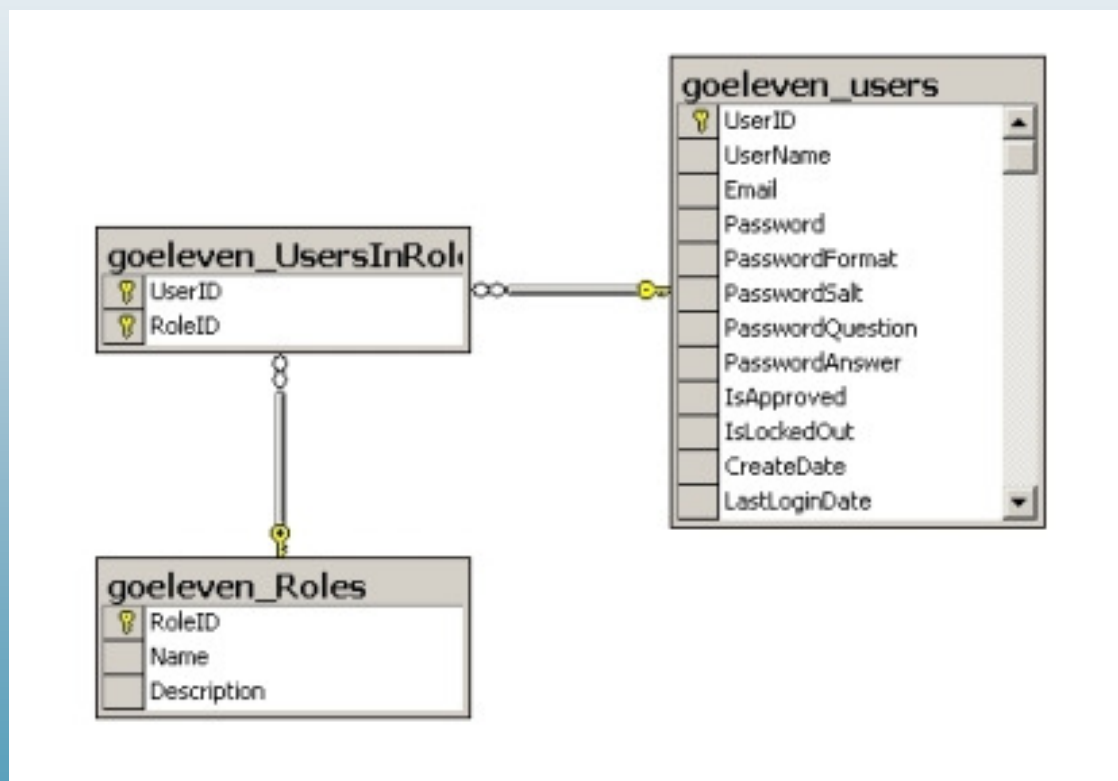 goeleven_users
UserID
UserName
Email
Password
PasswordFormat
PasswordSalt
PasswordQuestion
PasswordAnswer
IsApproved
IsLockedOut
CreateDate
LastLoginDate
goeleven_UsersInRole
UserID
RoleID
goeleven_Roles
RoleID
Name
Description